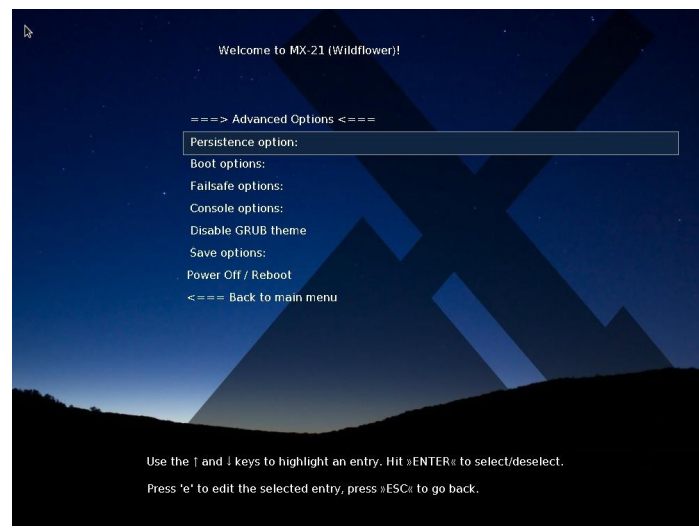 Welcome to MX-21 (Wildflower)!
===> Advanced Options <===
Persistence option:
Boot options:
Failsafe options:
Console options:
Disable GRUB theme
Save options:
Power Off / Reboot
<=== Back to main menu
Use the ↑ and ↓ keys to highlight an entry. Hit »ENTER« to select/deselect.
Press 'e' to edit the selected entry, press »ESC« to go back.